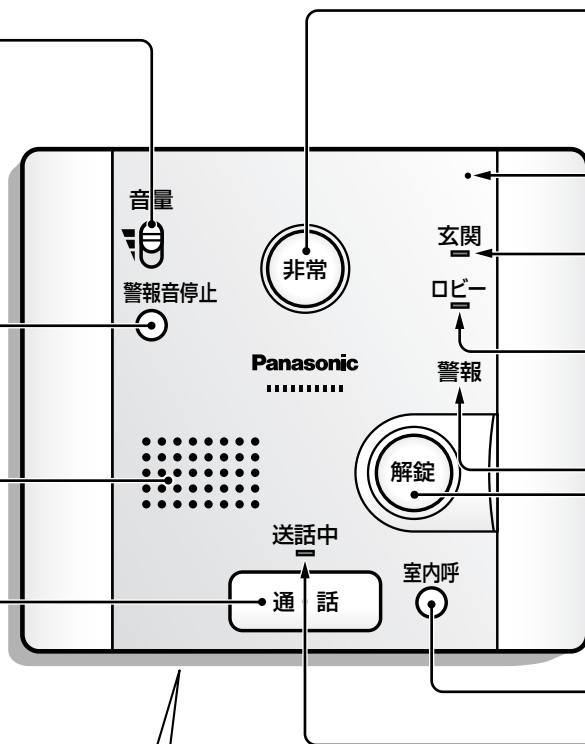 音量
非常
玄関
警報音停止
ロビー
Panasonic
警報
解錠
送話中
室内呼
通 話